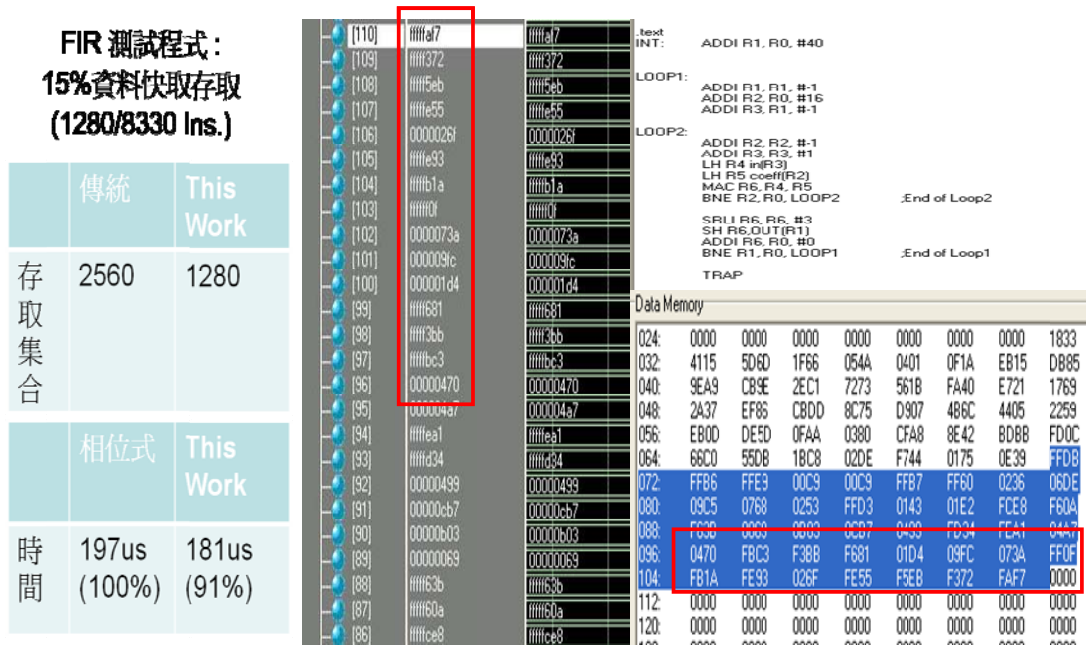 FIR 測試程式：
15%資料快取存取
(1280/8330 Ins.)
傳統 This Work
存取集合 2560 1280
相位式 This Work
時間 197us (100%) 181us (91%)
[110] fffffaf7 fffffaf7
[109] fffff372 fffff372
[108] fffff5eb fffff5eb
[107] fffffe55 fffffe55
[106] 0000026f 0000026f
[105] fffffe93 fffffe93
[104] fffffb1a fffffb1a
[103] ffffff0f ffffff0f
[102] 0000073a 0000073a
[101] 000009fc 000009fc
[100] 000001d4 000001d4
[99] fffff681 fffff681
[98] fffff3bb fffff3bb
[97] fffffbc3 fffffbc3
[96] 00000470 00000470
[95] 000004a7 000004a7
[94] fffffea1 fffffea1
[93] fffffd34 fffffd34
[92] 00000499 00000499
[91] 00000cb7 00000cb7
[90] 00000b03 00000b03
[89] 00000069 00000069
[88] fffff63b fffff63b
[87] fffff60a fffff60a
[86] fffffce8 fffffce8
.text
INT: ADDI R1, R0, #40
LOOP1:
ADDI R1, R1, #-1
ADDI R2, R0, #16
ADDI R3, R1, #-1
LOOP2:
ADDI R2, R2, #-1
ADDI R3, R3, #1
LH R4 in(R3)
LH R5 coeff(R2)
MAC R6, R4, R5
BNE R2, R0, LOOP2 ;End of Loop2
SRLI R6, R6, #3
SH R6,OUT(R1)
ADDI R6, R0, #0
BNE R1, R0, LOOP1 ;End of Loop1
TRAP
Data Memory
024: 0000 0000 0000 0000 0000 0000 0000 1833
032: 4115 5D6D 1F66 054A 0401 0F1A EB15 DB85
040: 9EA9 CB9E 2EC1 7273 561B FA40 E721 1769
048: 2A37 EF86 CBDD 8C75 D907 4B6C 4405 2259
056: EB0D DE5D 0FAA 0380 CFA8 8E42 BDBB FD0C
064: 66C0 55DB 1BC8 02DE F744 0175 0E39 FFDB
072: FFB6 FFE9 00C9 00C9 FFB7 FF60 0236 06DE
080: 09C5 0768 0253 FFD3 0143 01E2 FCE8 F60A
088: F63B 0069 0B03 0CB7 0499 FD34 FEA1 04A7
096: 0470 FBC3 F3BB F681 01D4 09FC 073A FF0F
104: FB1A FE93 026F FE55 F5EB F372 FAF7 0000
112: 0000 0000 0000 0000 0000 0000 0000 0000
120: 0000 0000 0000 0000 0000 0000 0000 0000